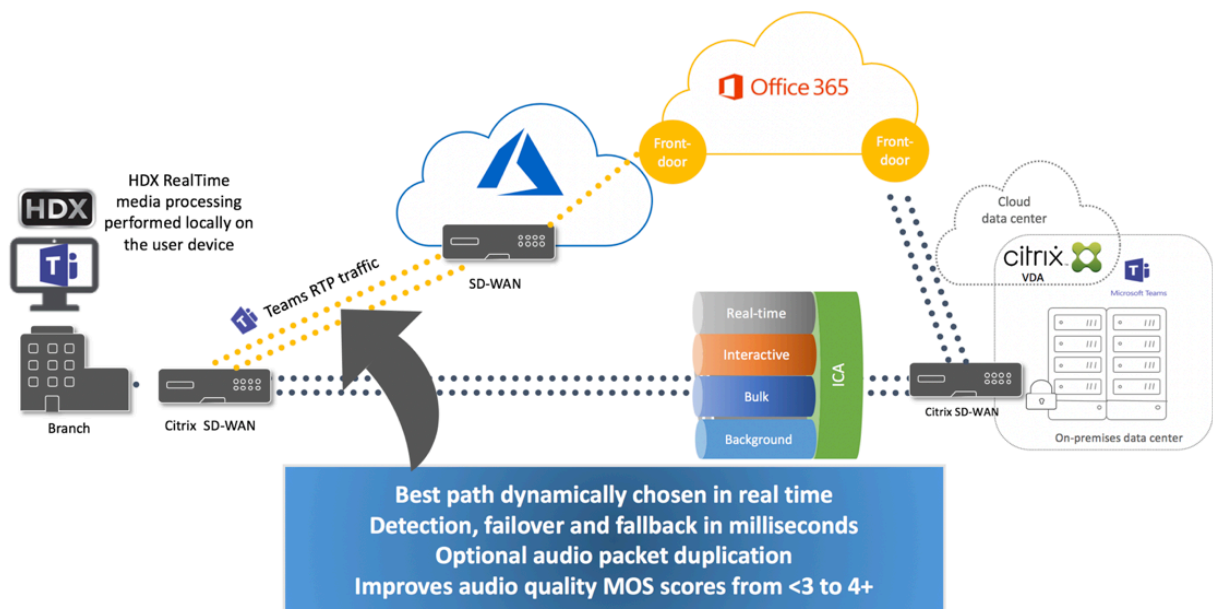 Office 365
Front-
door
Front-
door
HDX
HDX RealTime
media processing
performed locally on
the user device
Teams RTP traffic
SD-WAN
Cloud
data center
citrix
VDA
Microsoft Teams
Real-time
Interactive
Bulk
Background
ICA
Branch
Citrix SD-WAN
Citrix SD-WAN
On-premises data center
Best path dynamically chosen in real time
Detection, failover and fallback in milliseconds
Optional audio packet duplication
Improves audio quality MOS scores from <3 to 4+